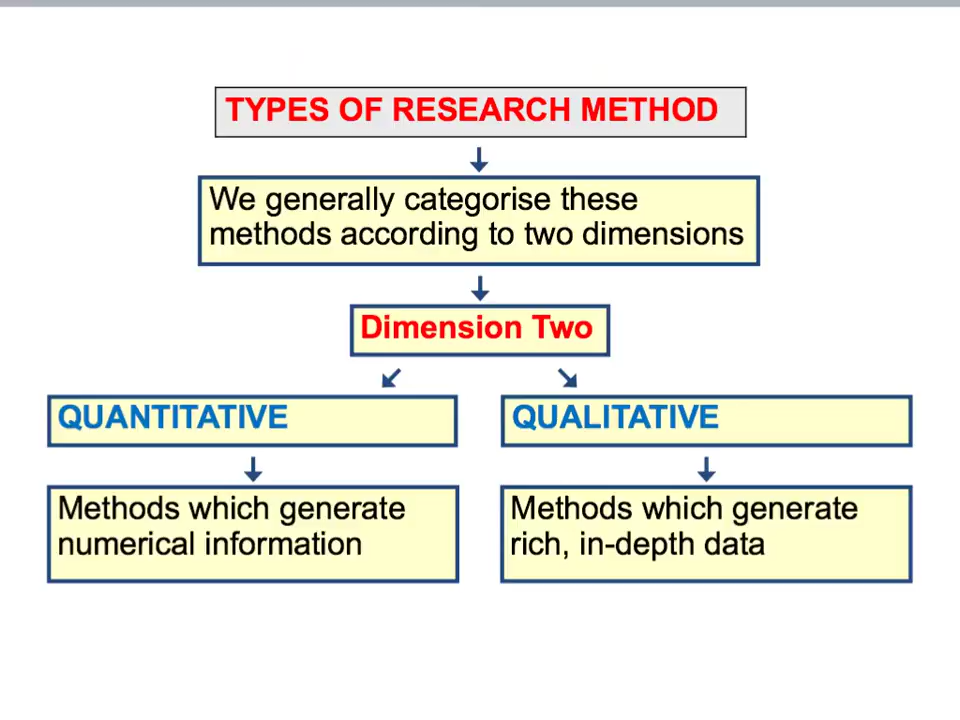 TYPES OF RESEARCH METHOD
We generally categorise these
methods according to two dimensions
Dimension Two
QUANTITATIVE
QUALITATIVE
Methods which generate
numerical information
Methods which generate
rich, in-depth data